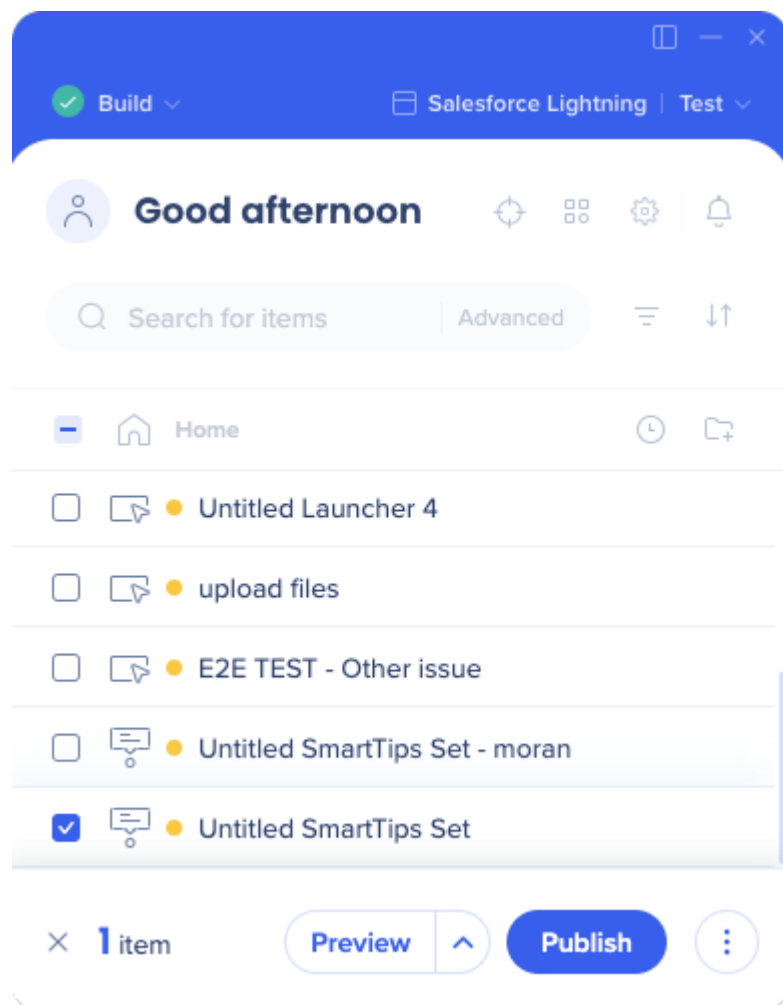 Build
Salesforce Lightning | Test
Good afternoon
Search for items
Advanced
Home
Untitled Launcher 4
upload files
E2E TEST - Other issue
Untitled SmartTips Set - moran
Untitled SmartTips Set
1 item
Preview
Publish